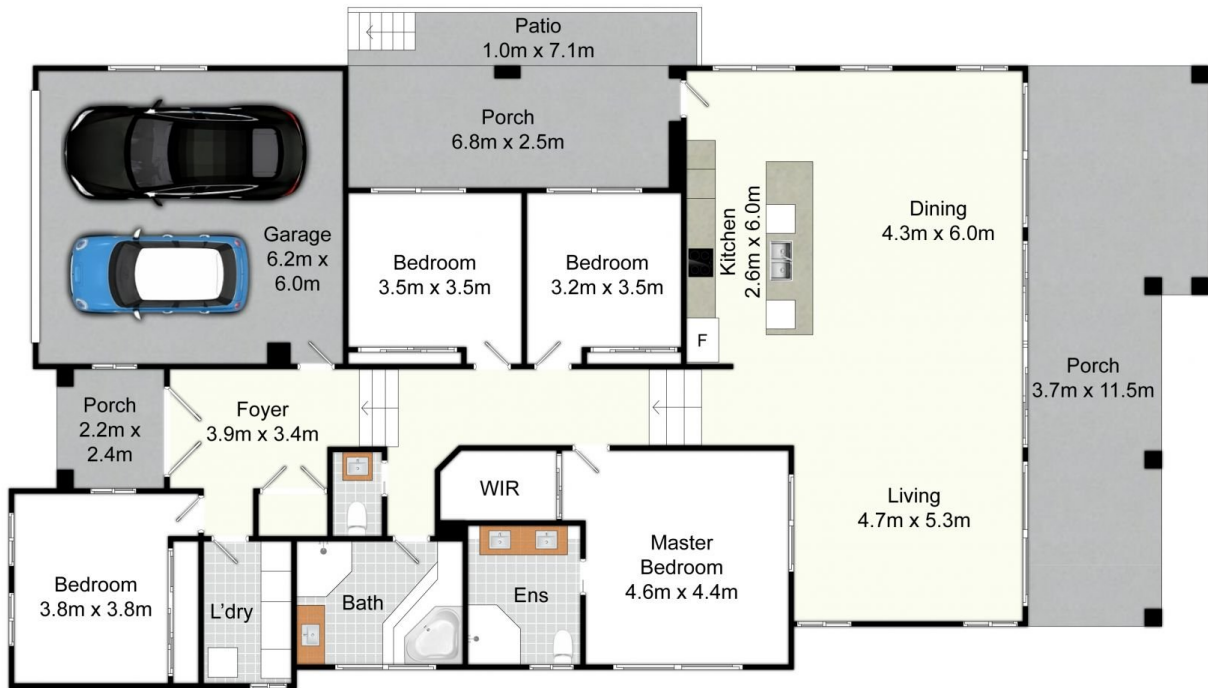 Patio
1.0m x 7.1m
Porch
6.8m x 2.5m
Garage
6.2m x
6.0m
Bedroom
3.5m x 3.5m
Bedroom
3.2m x 3.5m
Kitchen
2.6m x 6.0m
F
Dining
4.3m x 6.0m
Porch
3.7m x 11.5m
Porch
2.2m x
2.4m
Foyer
3.9m x 3.4m
WIR
Living
4.7m x 5.3m
Master
Bedroom
4.6m x 4.4m
Bedroom
3.8m x 3.8m
L'dry
Bath
Ens